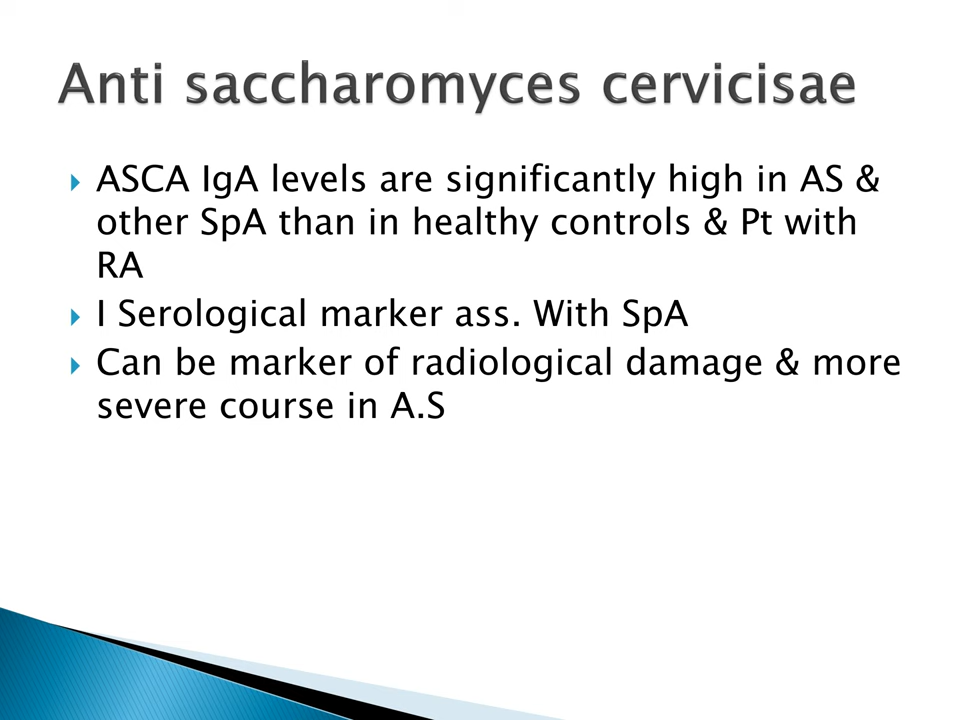 Anti saccharomyces cervicisae
ASCA IgA levels are significantly high in AS &
other SpA than in healthy controls & Pt with
RA
I Serological marker ass. With SpA
Can be marker of radiological damage & more
severe course in A.S